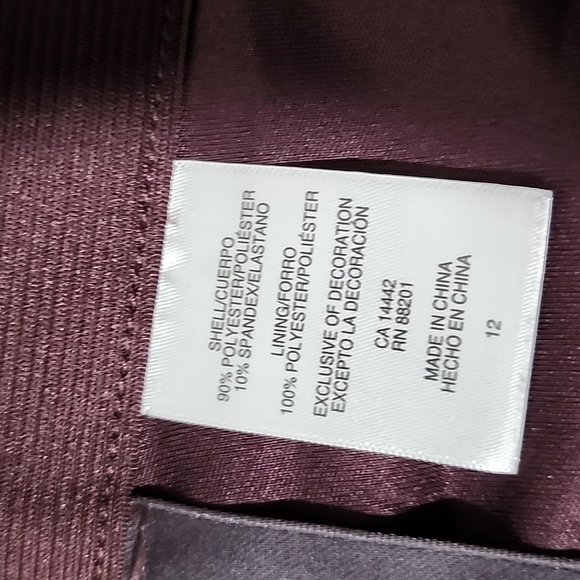 SHELL/CUERPO
90% POLYESTER/POLIÉSTER
10% SPANDEX/ELASTANO
LINING/FORRO
100% POLYESTER/POLIÉSTER
EXCLUSIVE OF DECORATION
EXCEPTO LA DECORACIÓN
CA 14442
RN 88201
MADE IN CHINA
HECHO EN CHINA
12